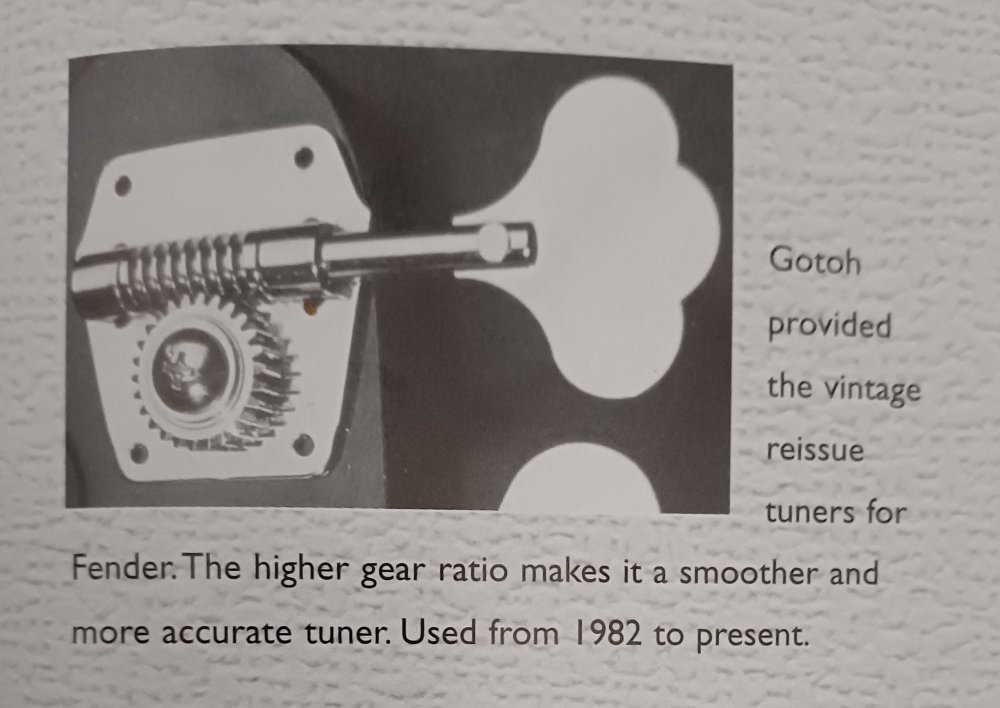 Gotoh
provided
the vintage
reissue
tuners for
Fender. The higher gear ratio makes it a smoother and
more accurate tuner. Used from 1982 to present.